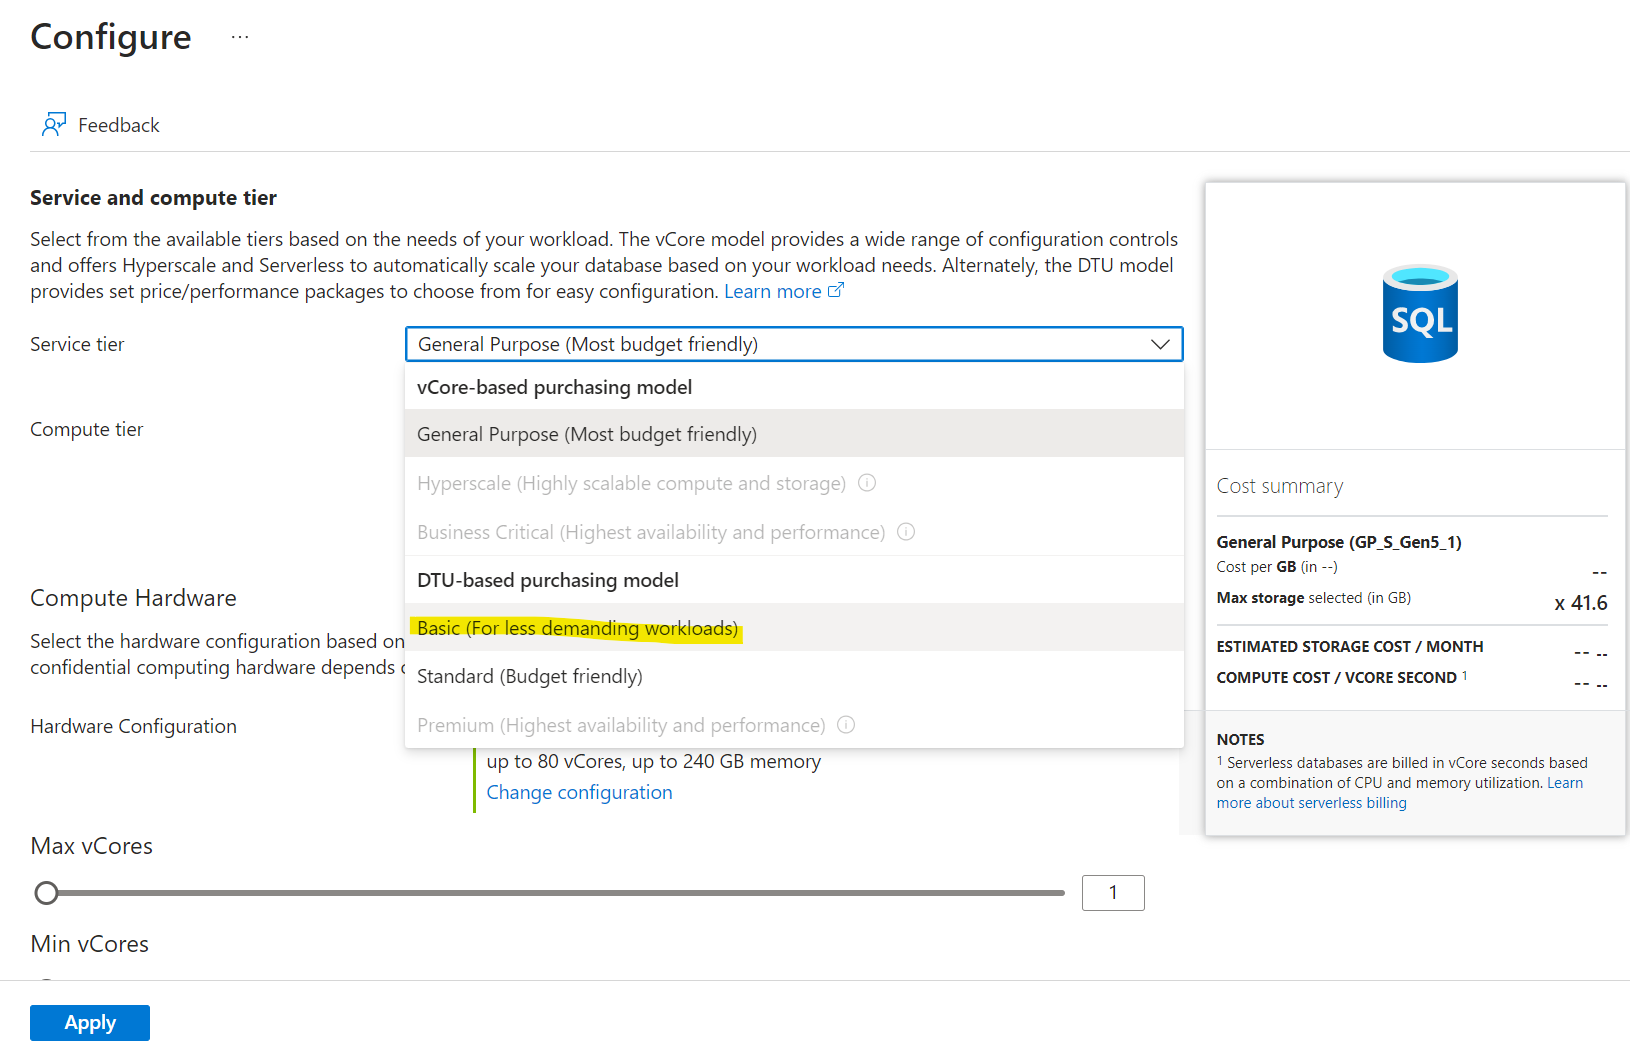 Configure ...
Feedback
Service and compute tier
Select from the available tiers based on the needs of your workload. The vCore model provides a wide range of configuration controls
and offers Hyperscale and Serverless to automatically scale your database based on your workload needs. Alternately, the DTU model
provides set price/performance packages to choose from for easy configuration. Learn more
Service tier
General Purpose (Most budget friendly)
vCore-based purchasing model
Compute tier
General Purpose (Most budget friendly)
Hyperscale (Highly scalable compute and storage)
Business Critical (Highest availability and performance)
DTU-based purchasing model
Basic (For less demanding workloads)
Standard (Budget friendly)
Premium (Highest availability and performance)
Compute Hardware
Select the hardware configuration based on
confidential computing hardware depends
Hardware Configuration
up to 80 vCores, up to 240 GB memory
Change configuration
Max vCores
1
Min vCores
Apply
SQL
Cost summary
General Purpose (GP_S_Gen5_1)
Cost per GB (in --)
--
Max storage selected (in GB)
x 41.6
ESTIMATED STORAGE COST / MONTH
-- --
COMPUTE COST / VCORE SECOND 1
-- --
NOTES
1 Serverless databases are billed in vCore seconds based
on a combination of CPU and memory utilization. Learn
more about serverless billing